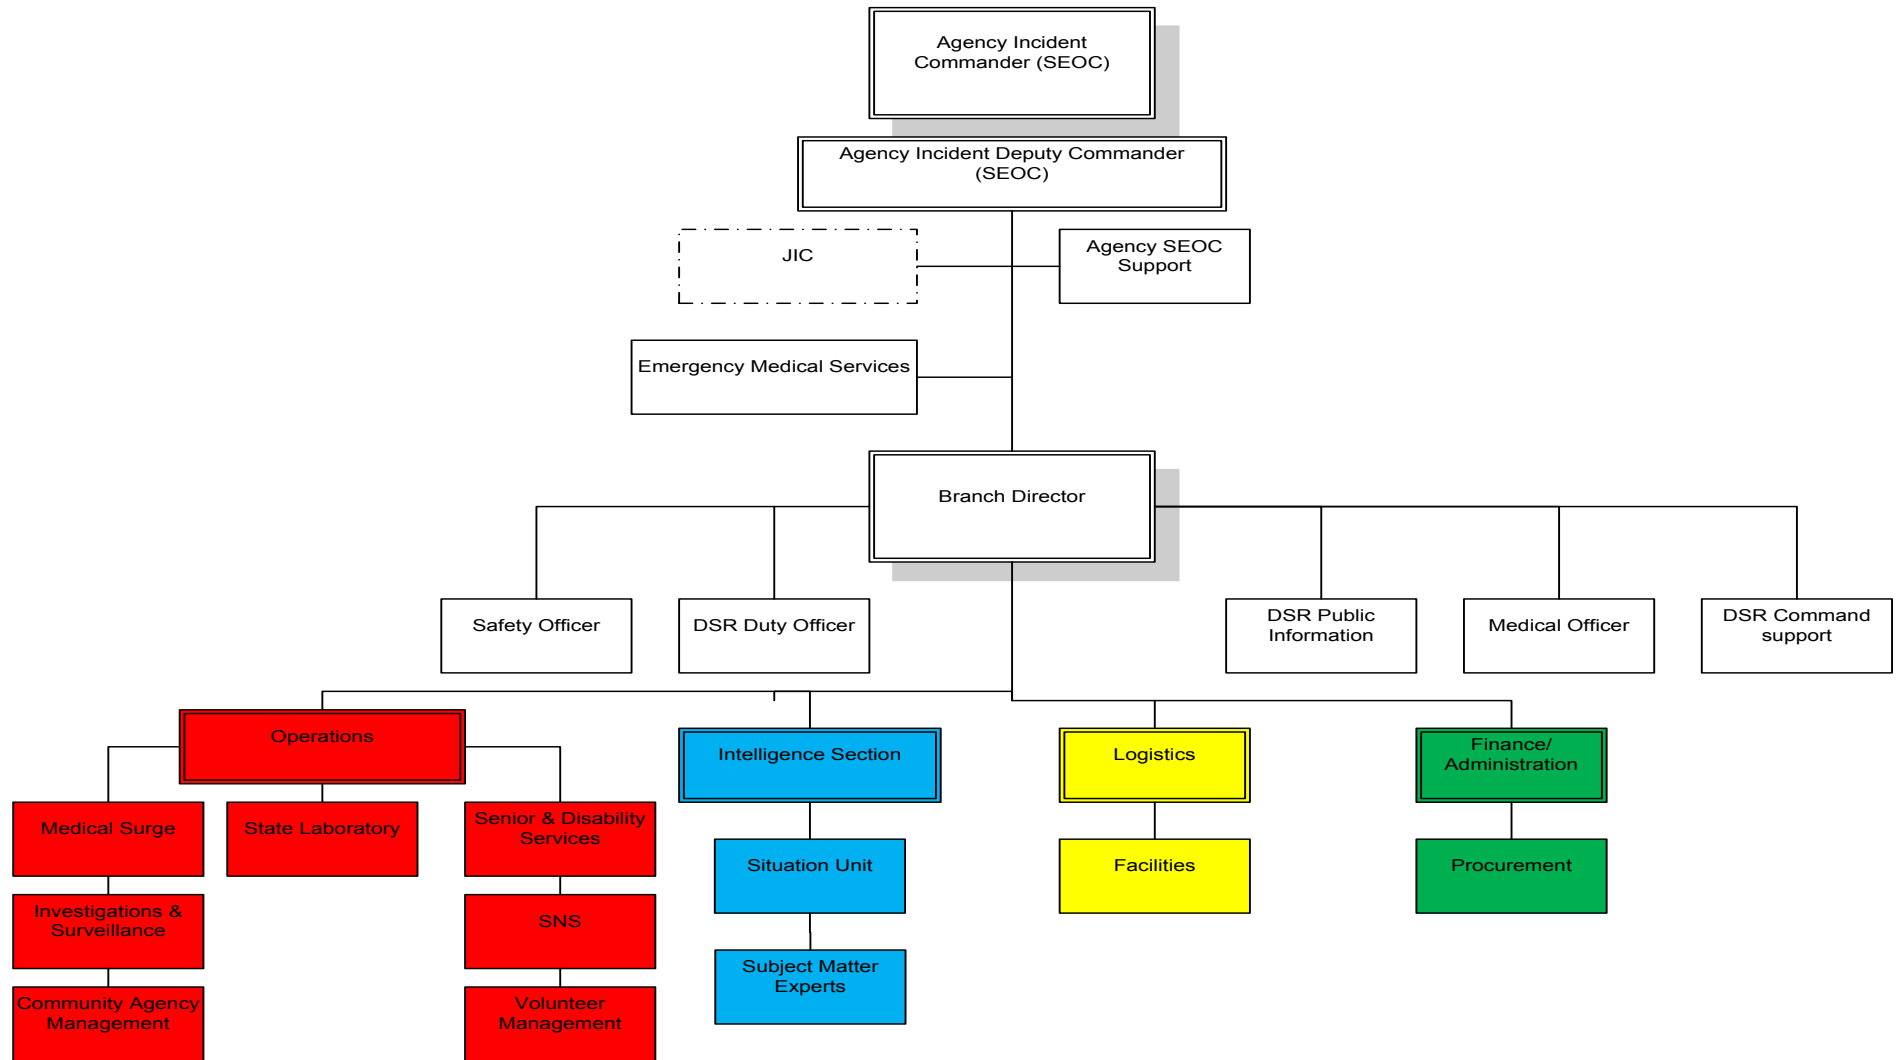 Agency Incident
Commander (SEOC)
Agency Incident Deputy Commander
(SEOC)
JIC
Agency SEOC
Support
Emergency Medical Services
Branch Director
Safety Officer
DSR Duty Officer
DSR Public
Information
Medical Officer
DSR Command
support
Operations
Intelligence Section
Logistics
Finance/
Administration
Medical Surge
State Laboratory
Senior & Disability
Services
Situation Unit
Facilities
Procurement
Investigations &
Surveillance
SNS
Subject Matter
Experts
Community Agency
Management
Volunteer
Management